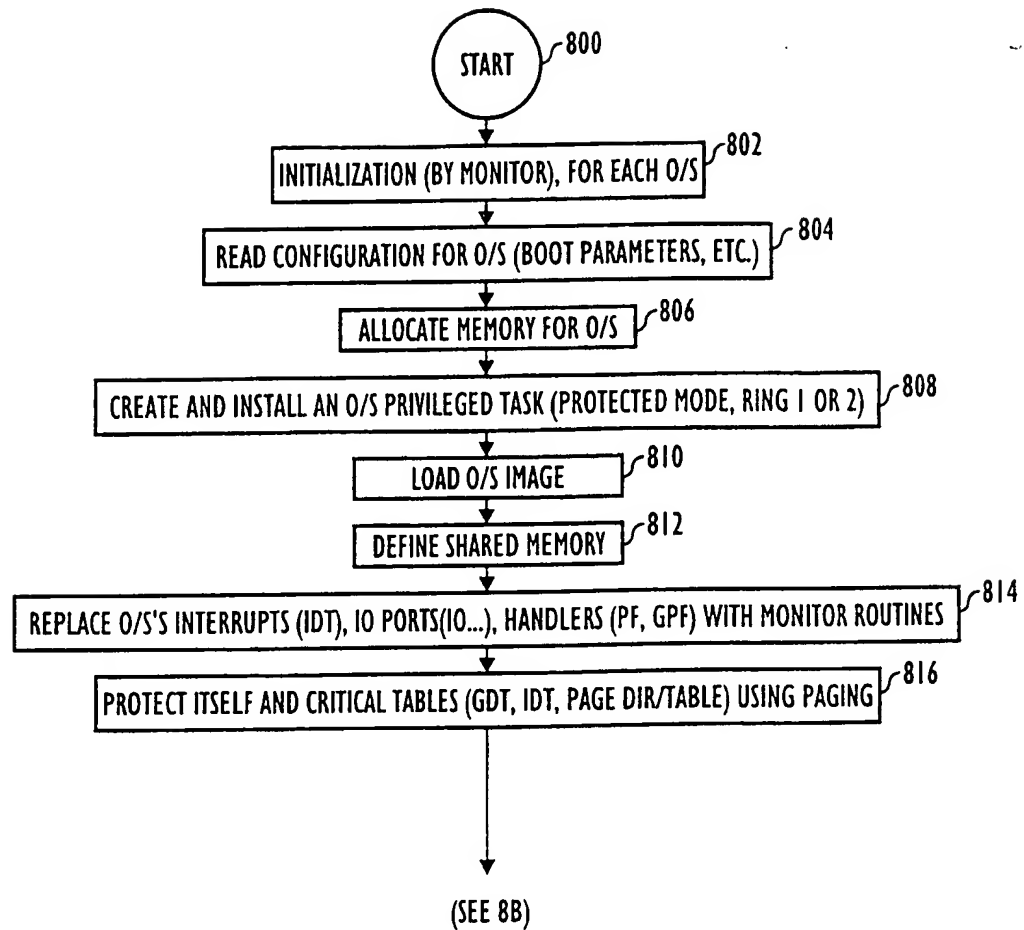 START
800
INITIALIZATION (BY MONITOR), FOR EACH O/S
802
READ CONFIGURATION FOR O/S (BOOT PARAMETERS, ETC.)
804
ALLOCATE MEMORY FOR O/S
806
CREATE AND INSTALL AN O/S PRIVILEGED TASK (PROTECTED MODE, RING 1 OR 2)
808
LOAD O/S IMAGE
810
DEFINE SHARED MEMORY
812
REPLACE O/S'S INTERRUPTS (IDT), IO PORTS(IO...), HANDLERS (PF, GPF) WITH MONITOR ROUTINES
814
PROTECT ITSELF AND CRITICAL TABLES (GDT, IDT, PAGE DIR/TABLE) USING PAGING
816
(SEE 8B)